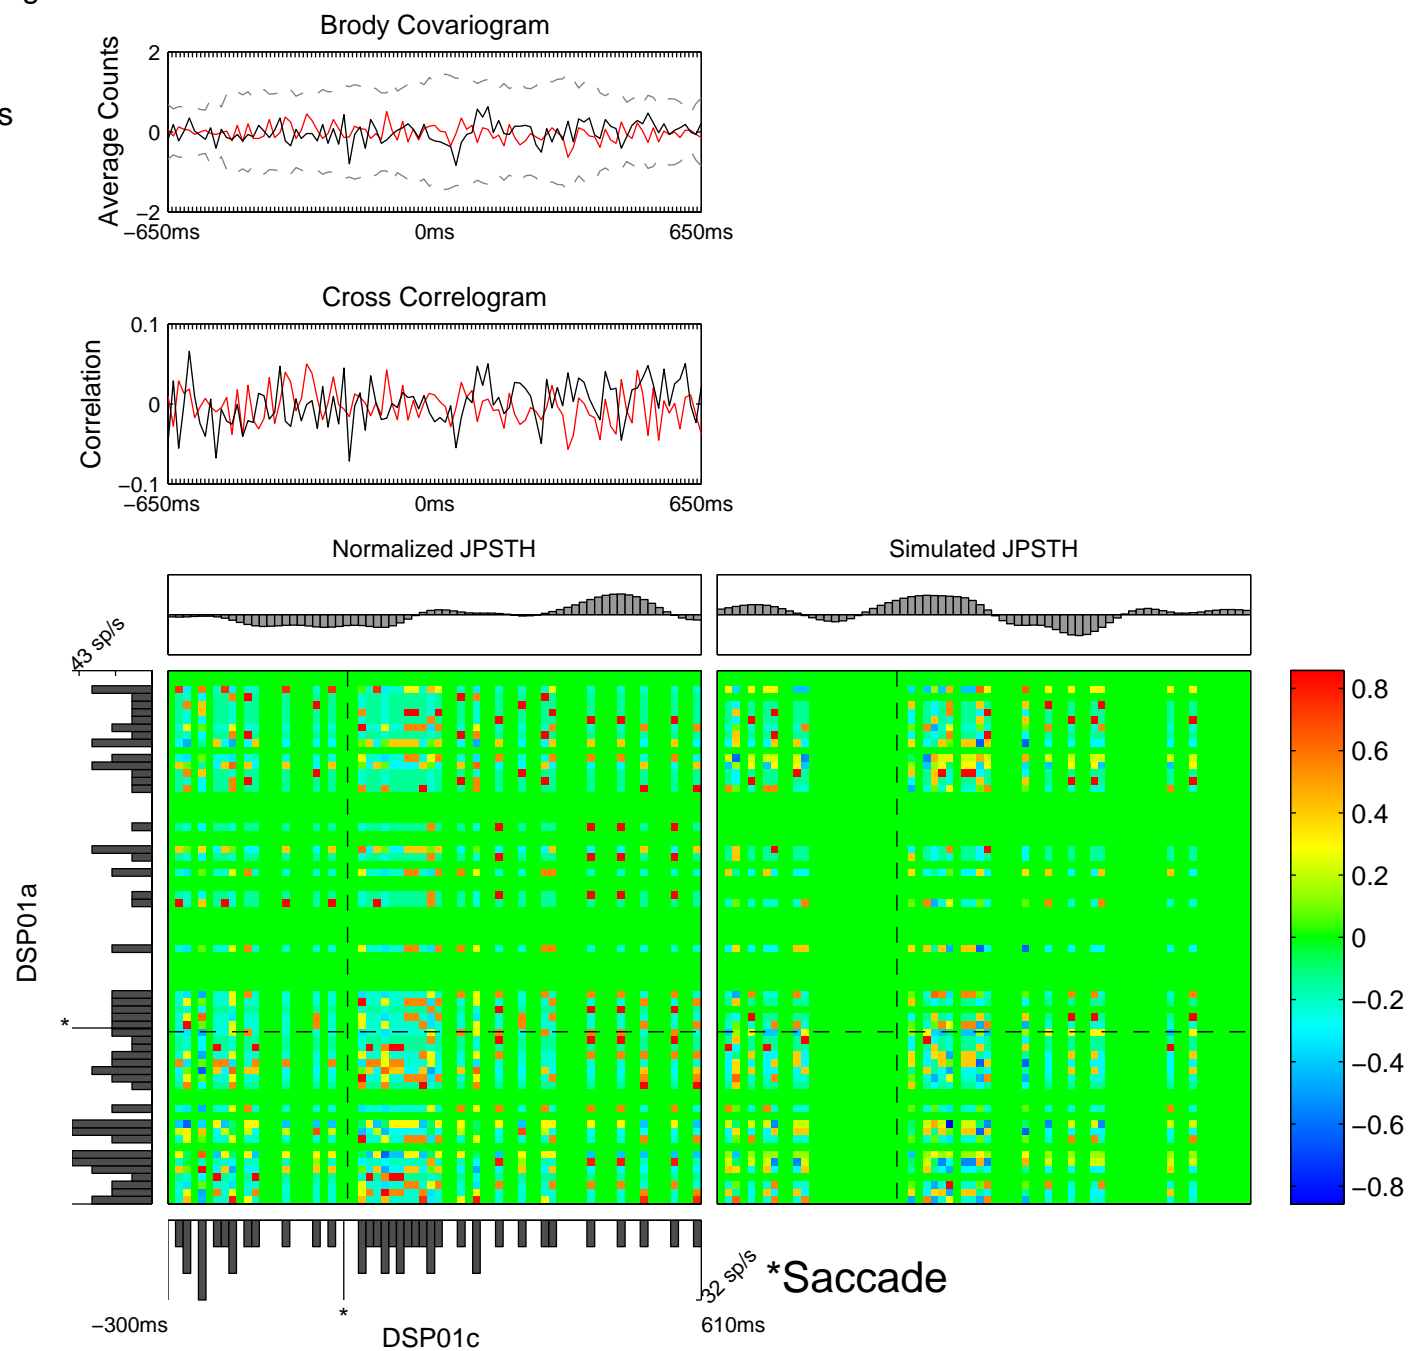 g
Brody Covariogram
s
Average Counts
2
0
−2
−650ms
0ms
650ms
Cross Correlogram
Correlation
0.1
0
−0.1
−650ms
0ms
650ms
Normalized JPSTH
Simulated JPSTH
43 sp/s
DSP01a
*
0.8
0.6
0.4
0.2
0
−0.2
−0.4
−0.6
−0.8
32 sp/s
*Saccade
*
−300ms
DSP01c
610ms